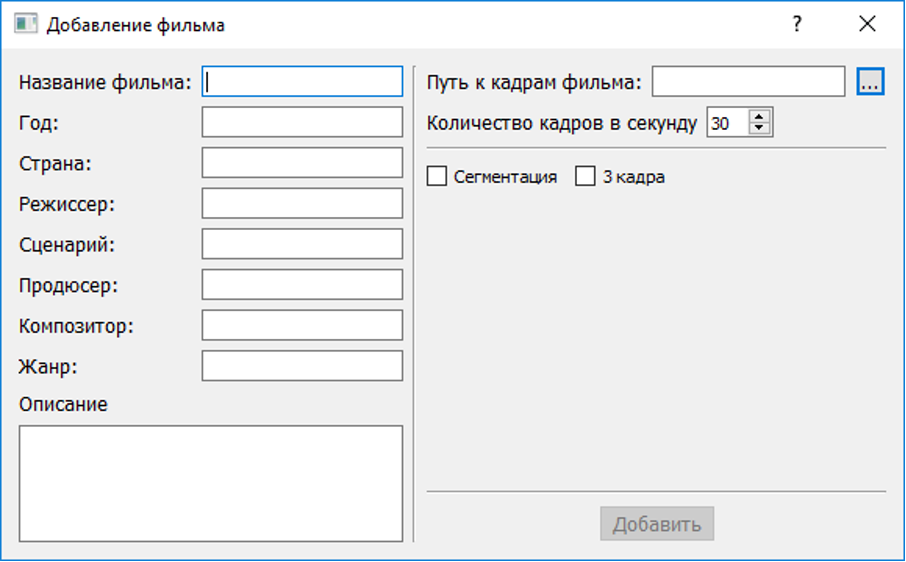 Добавление фильма
?
Название фильма:
Год:
Страна:
Режиссер:
Сценарий:
Продюсер:
Композитор:
Жанр:
Описание
Путь к кадрам фильма: ...
Количество кадров в секунду 30
Сегментация 3 кадра
Добавить